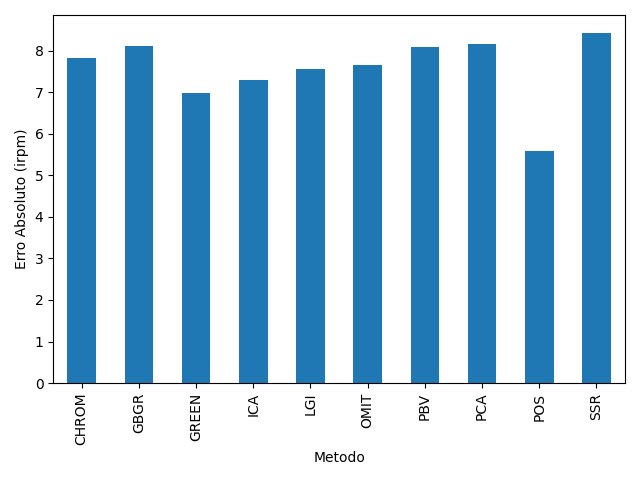 Erro Absoluto (irpm)
8
7
6
5
4
3
2
1
0
CHROM
GBGR
GREEN
ICA
LGI
OMIT
PBV
PCA
POS
SSR
Metodo